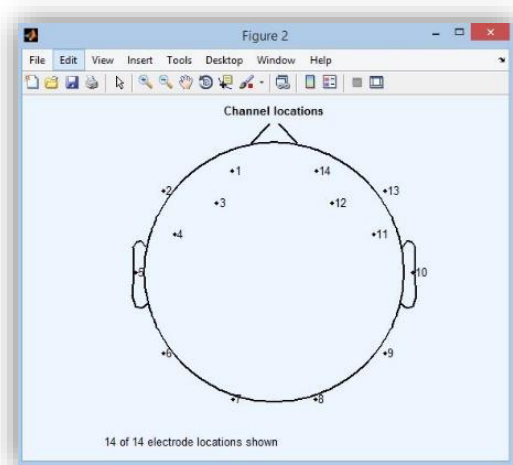 Figure 2
File Edit View Insert Tools Desktop Window Help
Channel locations
1 14
2 13
3 12
4 11
5 10
6 9
7 8
14 of 14 electrode locations shown